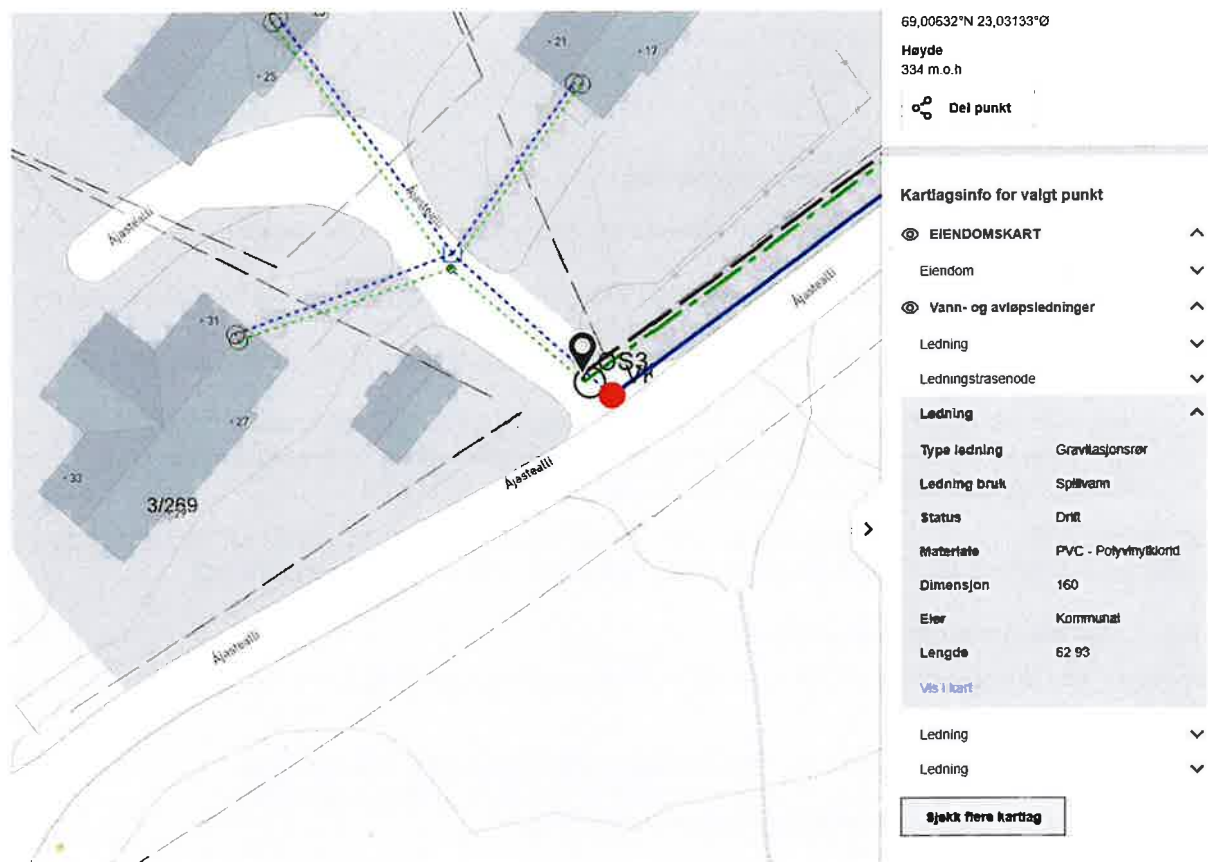 25
21
17
Ájastealli
Ájastealli
Ájastealli
31
27
33
3/269
Ájastealli
Ájastealli
69,00632°N 23,03133°Ø
Høyde
334 m.o.h
Del punkt
Kartlagsinfo for valgt punkt
EIENDOMSKART
Eiendom
Vann- og avløpsledninger
Ledning
Ledningstrasenode
Ledning
Type ledning Gravitasjonsrør
Ledning bruk Spillvann
Status Drift
Materiale PVC - Polyvinylklorid
Dimensjon 160
Eier Kommunal
Lengde 62 93
Vis i kart
Ledning
Ledning
Sjekk flere kartlag